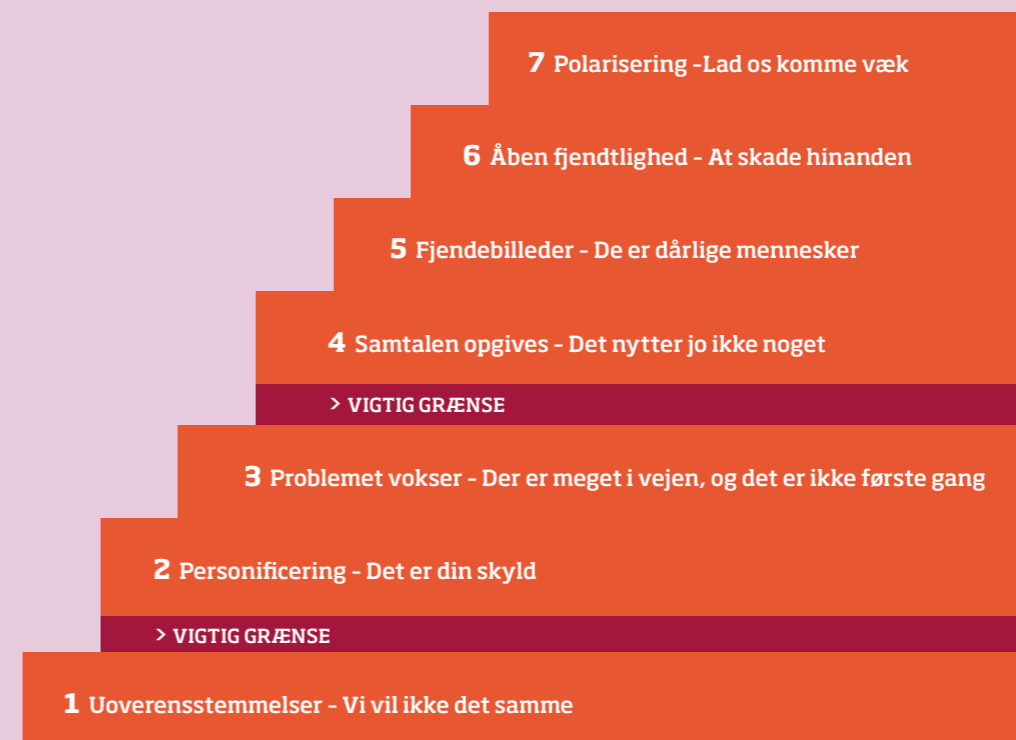 7 Polarisering -Lad os komme væk
6 Åben fjendtlighed - At skade hinanden
5 Fjendebilleder - De er dårlige mennesker
4 Samtalen opgives - Det nytter jo ikke noget
> VIGTIG GRÆNSE
3 Problemet vokser - Der er meget i vejen, og det er ikke første gang
2 Personificering - Det er din skyld
> VIGTIG GRÆNSE
1 Uoverensstemmelser - Vi vil ikke det samme